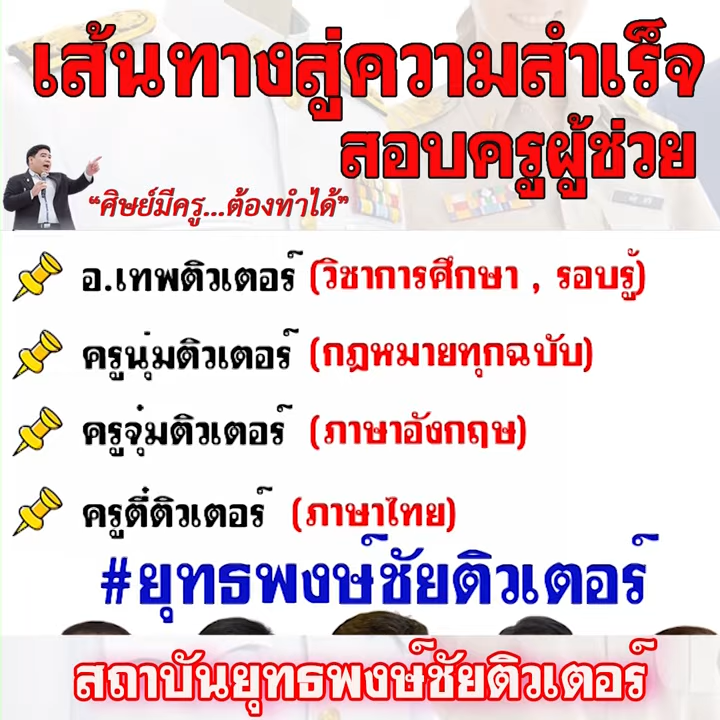 เส้นทางสู่ความสำเร็จ
สอบครูผู้ช่วย
“ศิษย์มีครู...ต้องทำได้”
อ.เทพติวเตอร์ (วิชาการศึกษา , รอบรู้)
ครูนุ่มติวเตอร์ (กฎหมายทุกฉบับ)
ครูจุ๋มติวเตอร์ (ภาษาอังกฤษ)
ครูตี๋ติวเตอร์ (ภาษาไทย)
#ยุทธพงษ์ชัยติวเตอร์
สถาบันยุทธพงษ์ชัยติวเตอร์